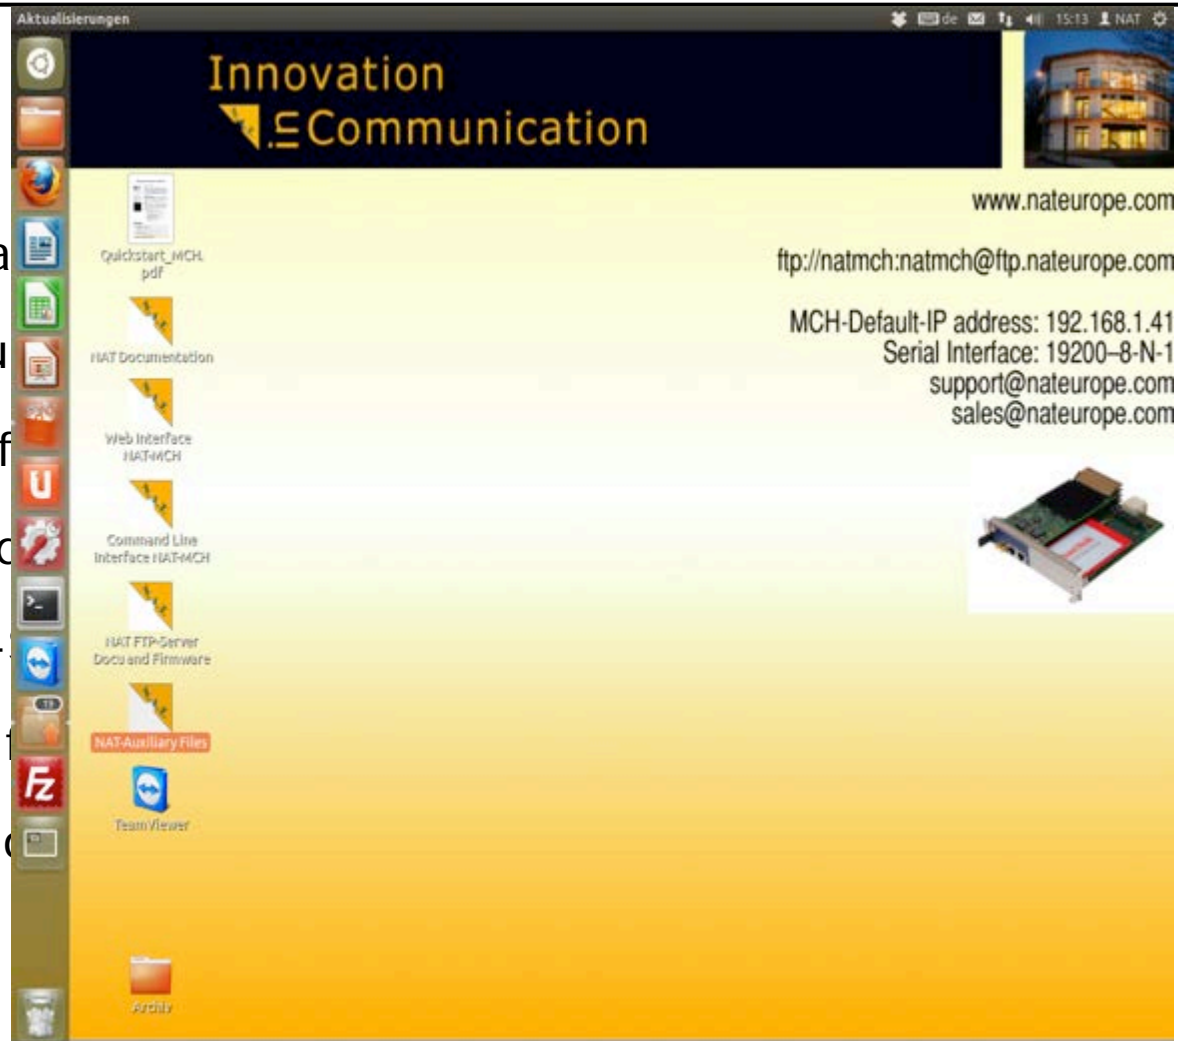 Aktualisierungen
de 15:13 NAT
Innovation
.in Communication
Quickstart_MCH.
pdf
NAT Documentation
Web Interface
NAT-MCH
Command Line
Interface NAT-MCH
NAT FTP-Server
Docu and Firmware
NAT-Auxiliary Files
TeamViewer
Archiv
www.nateurope.com
ftp://natmch:natmch@ftp.nateurope.com
MCH-Default-IP address: 192.168.1.41
Serial Interface: 19200–8-N-1
support@nateurope.com
sales@nateurope.com